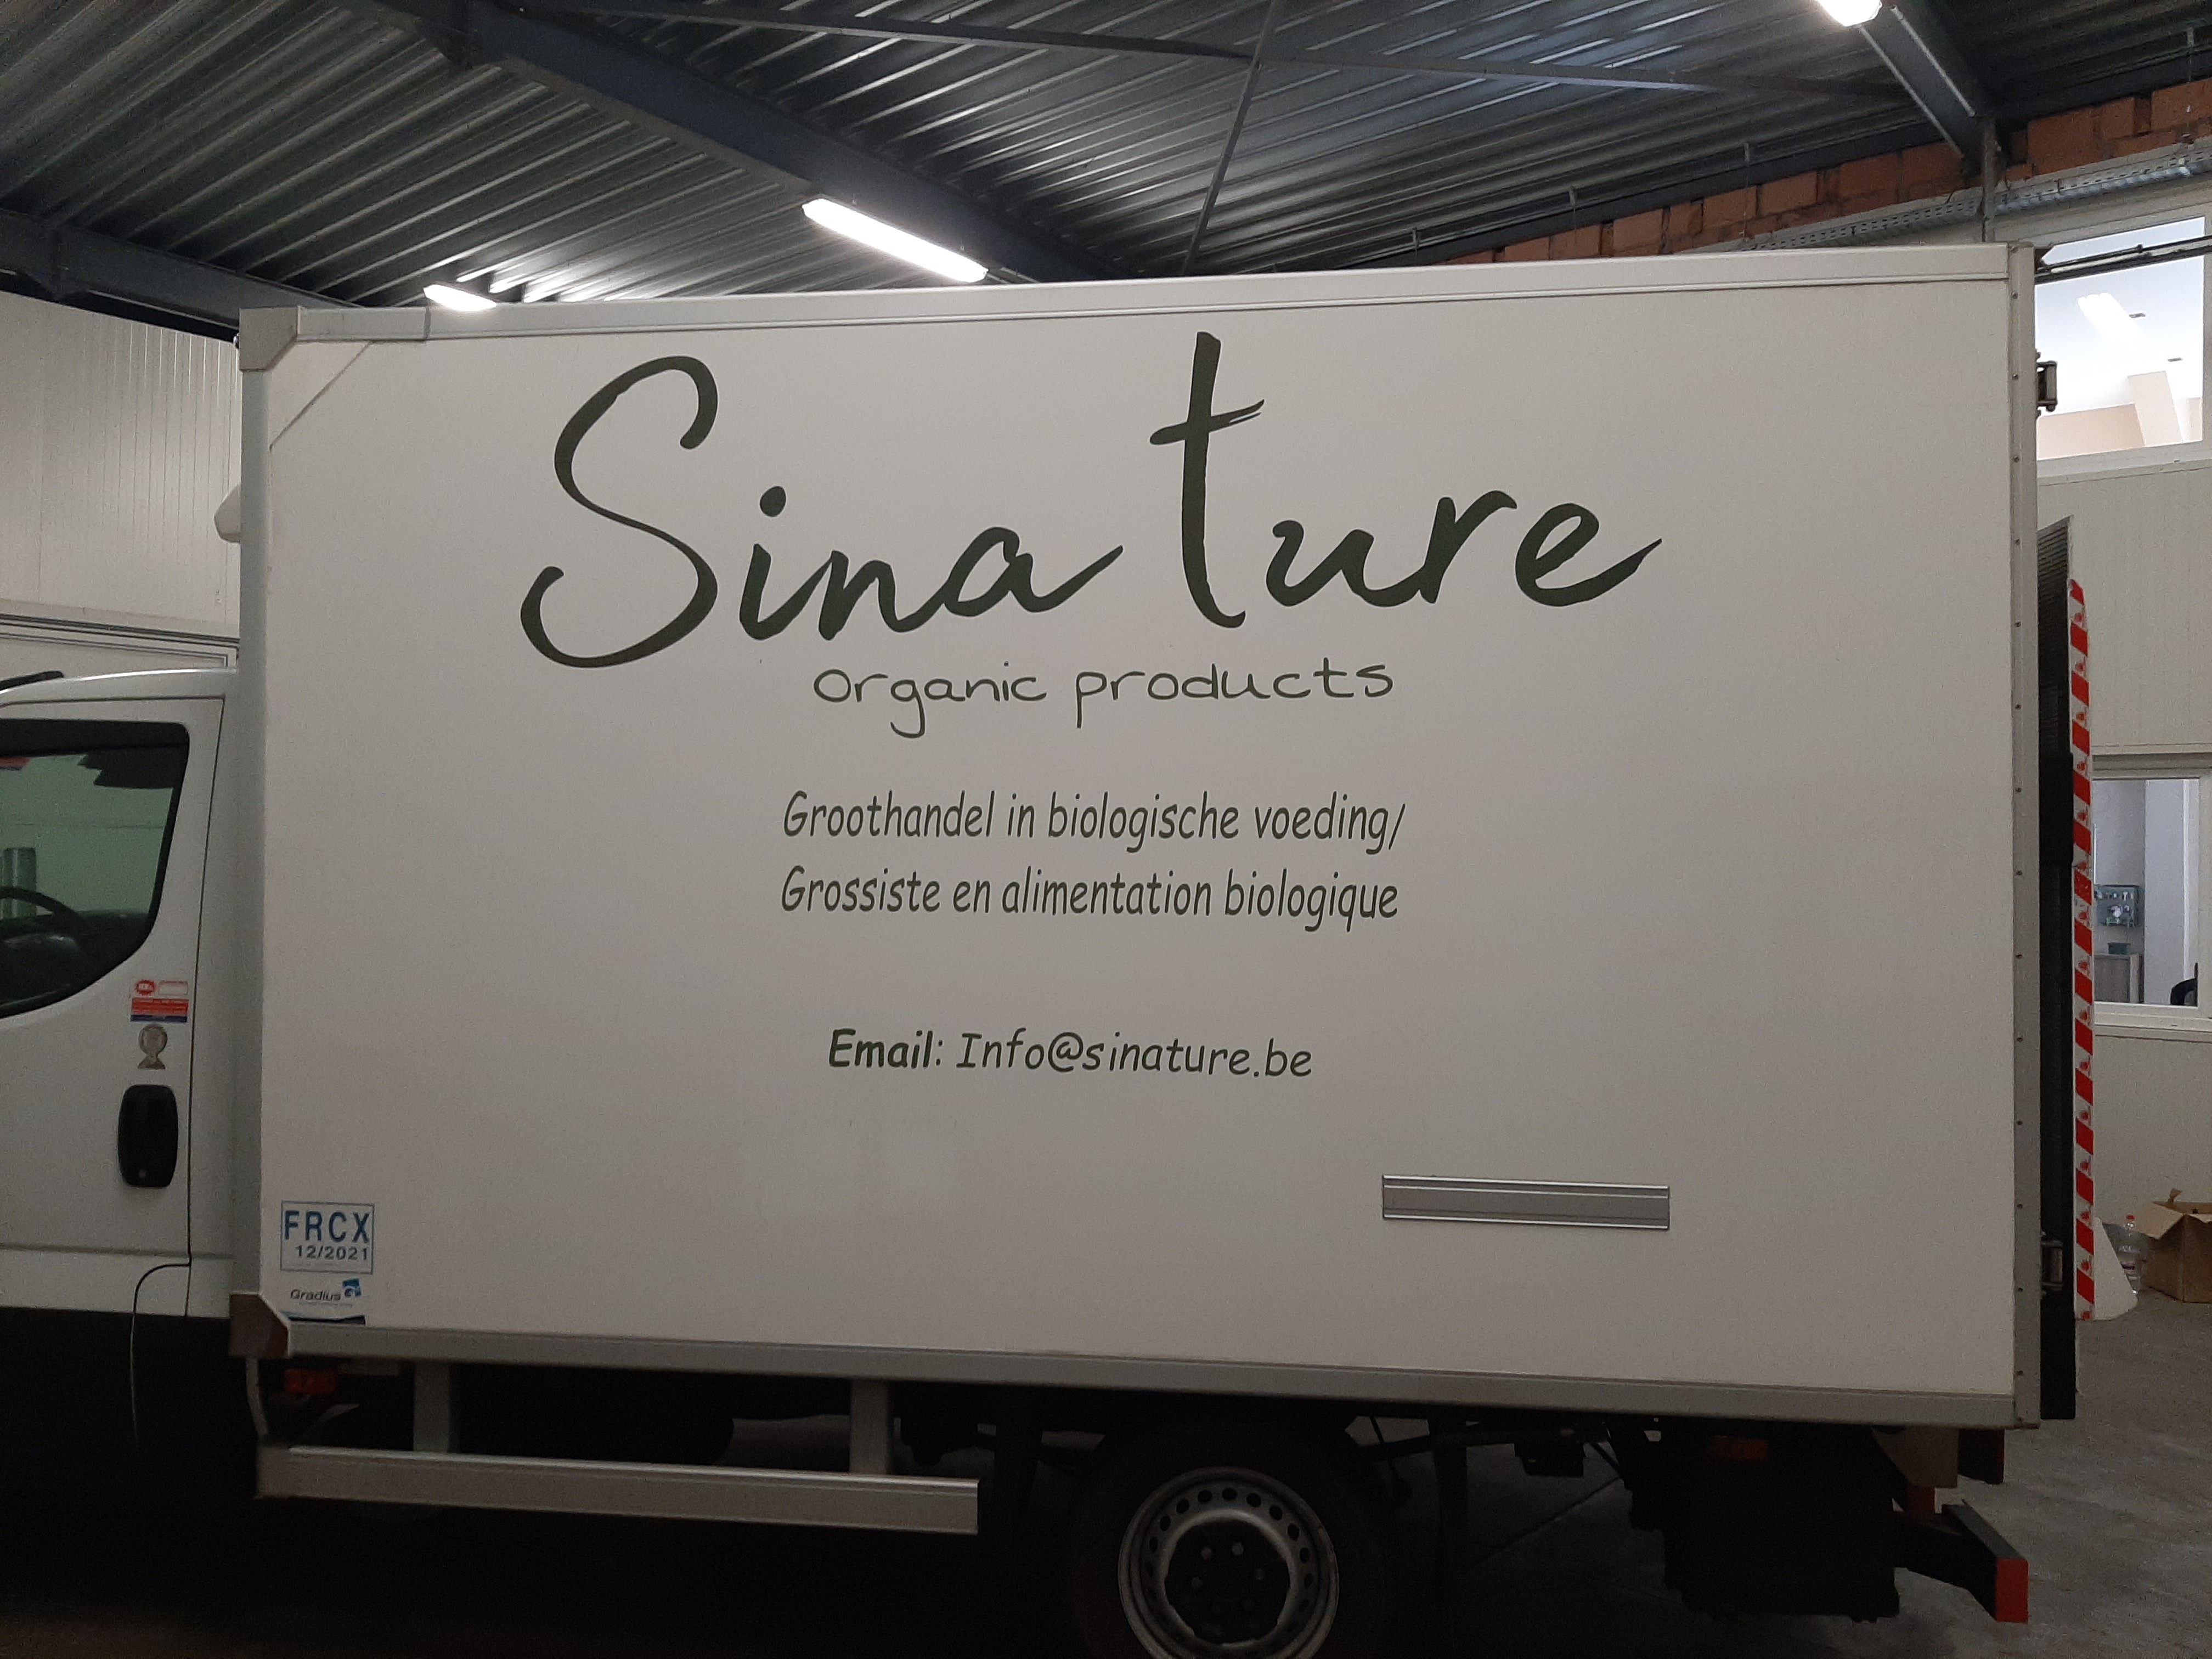 Sina ture
organic products
Groothandel in biologische voeding/
Grossiste en alimentation biologique
Email: Info@sinature.be
FRCX
12/2021
Gradius